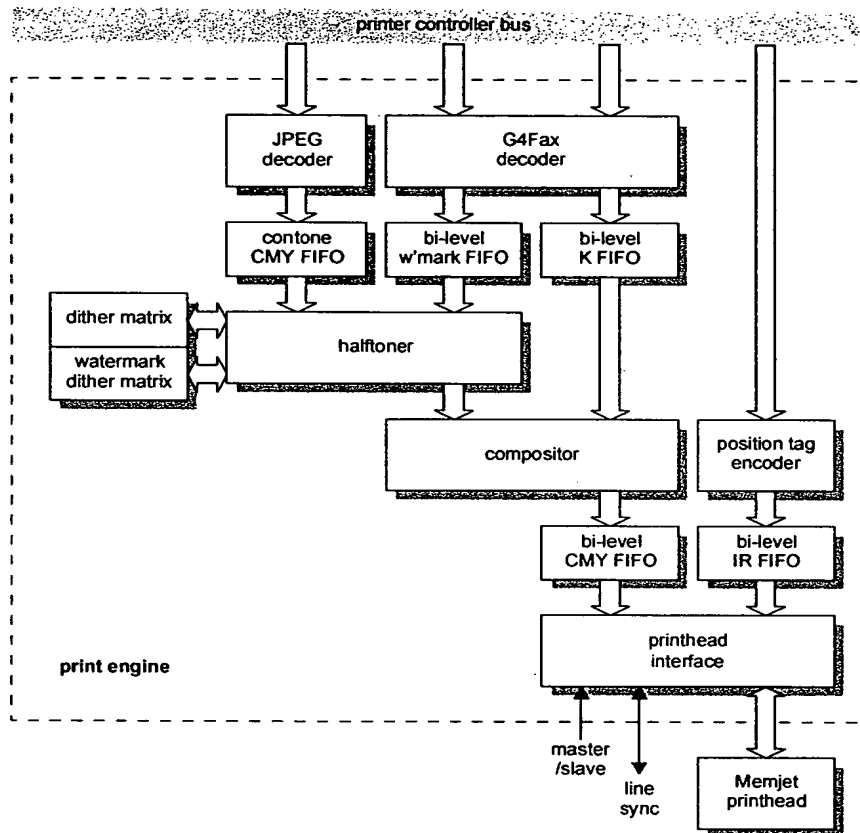 printer controller bus
JPEG
decoder
G4Fax
decoder
contone
CMY FIFO
bi-level
w'mark FIFO
bi-level
K FIFO
dither matrix
watermark
dither matrix
halftoner
compositor
position tag
encoder
bi-level
CMY FIFO
bi-level
IR FIFO
printhead
interface
print engine
master
/slave
line
sync
Memjet
printhead